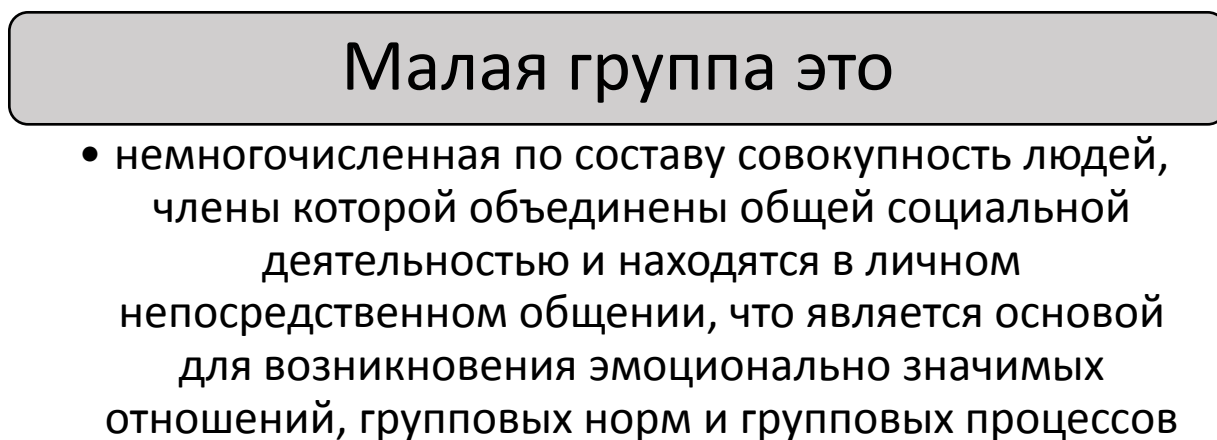 Малая группа это
• немногочисленная по составу совокупность людей,
члены которой объединены общей социальной
деятельностью и находятся в личном
непосредственном общении, что является основой
для возникновения эмоционально значимых
отношений, групповых норм и групповых процессов